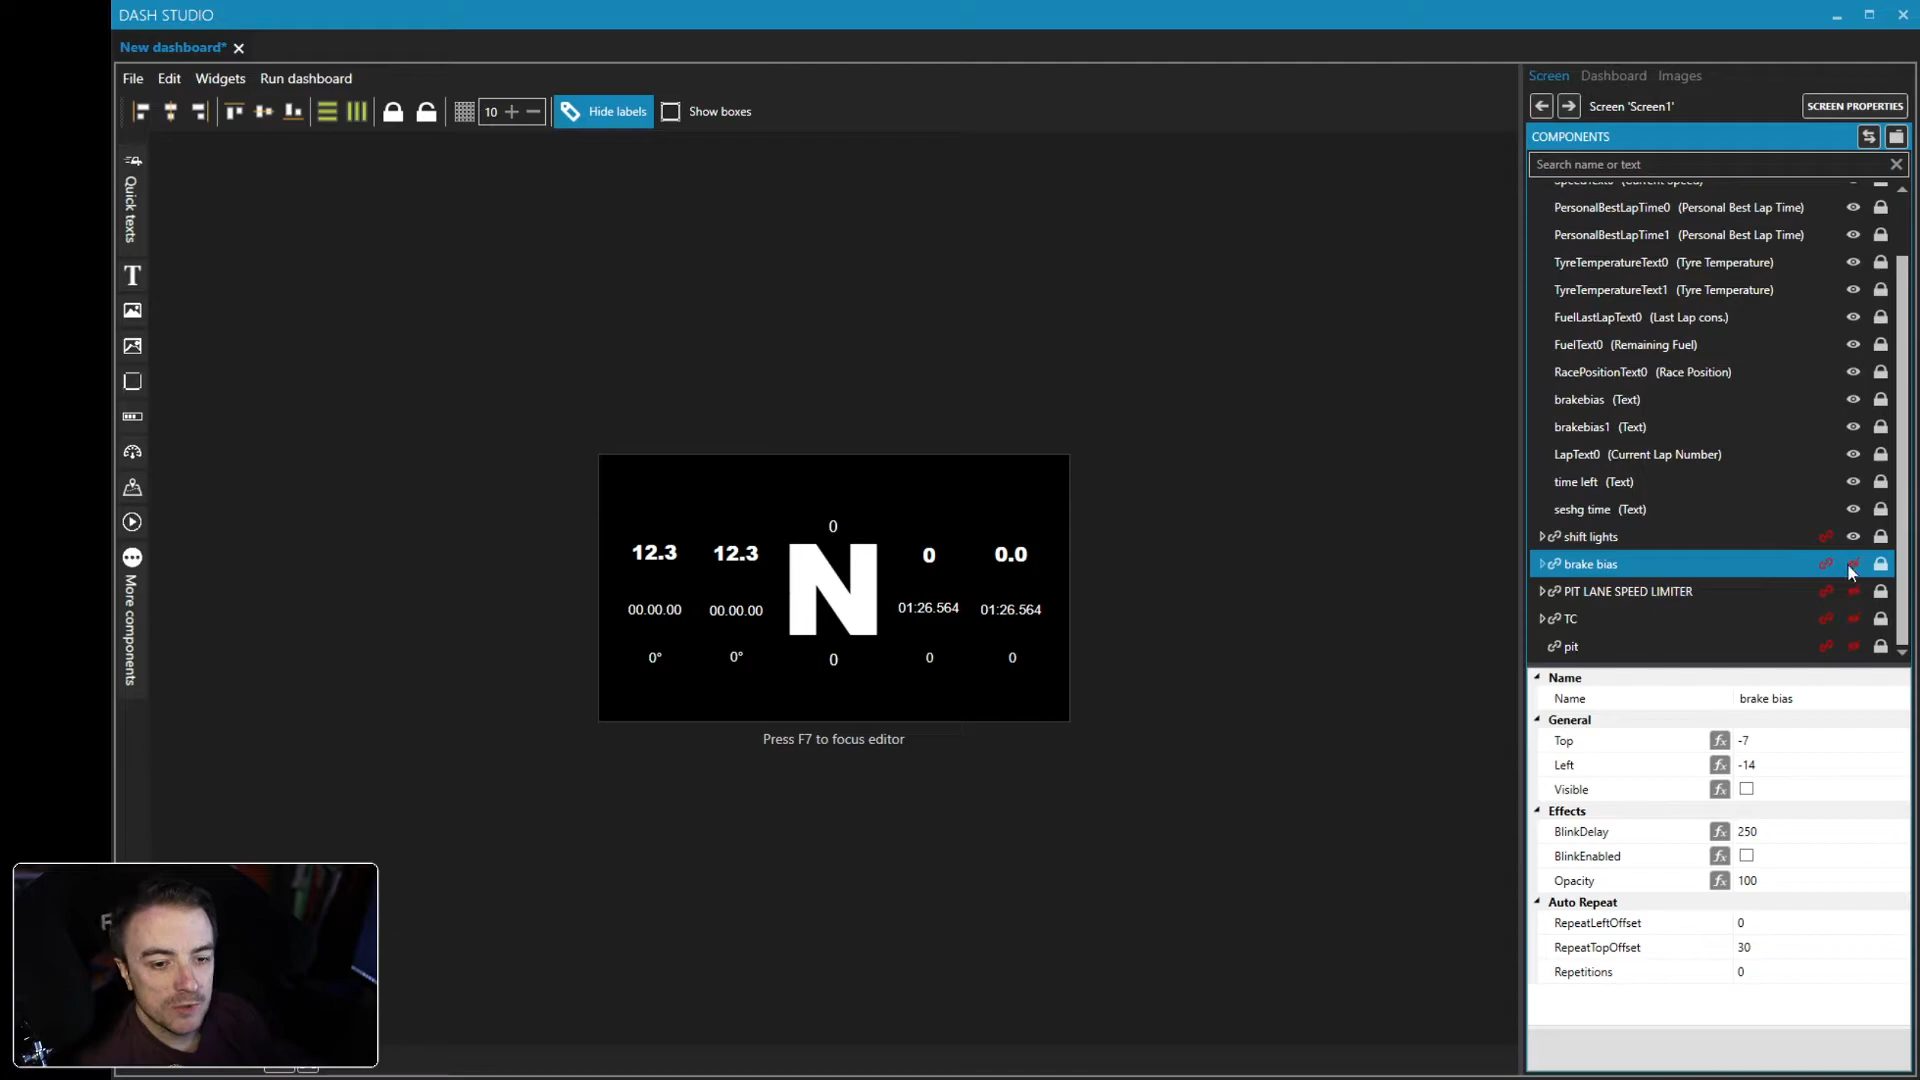 DASH STUDIO
New dashboard*
File Edit Widgets Run dashboard
10 Hide labels Show boxes
Quick texts
More components
0
12.3 12.3 N 0 0.0
00.00.00 00.00.00 01:26.564 01:26.564
0° 0° 0 0 0
Press F7 to focus editor
Screen Dashboard Images
Screen 'Screen1' SCREEN PROPERTIES
COMPONENTS
Search name or text
SpeedText0 (Current Speed)
PersonalBestLapTime0 (Personal Best Lap Time)
PersonalBestLapTime1 (Personal Best Lap Time)
TyreTemperatureText0 (Tyre Temperature)
TyreTemperatureText1 (Tyre Temperature)
FuelLastLapText0 (Last Lap cons.)
FuelText0 (Remaining Fuel)
RacePositionText0 (Race Position)
brakebias (Text)
brakebias1 (Text)
LapText0 (Current Lap Number)
time left (Text)
seshg time (Text)
shift lights
brake bias
PIT LANE SPEED LIMITER
TC
pit
Name
Name brake bias
General
Top -7
Left -14
Visible
Effects
BlinkDelay 250
BlinkEnabled
Opacity 100
Auto Repeat
RepeatLeftOffset 0
RepeatTopOffset 30
Repetitions 0